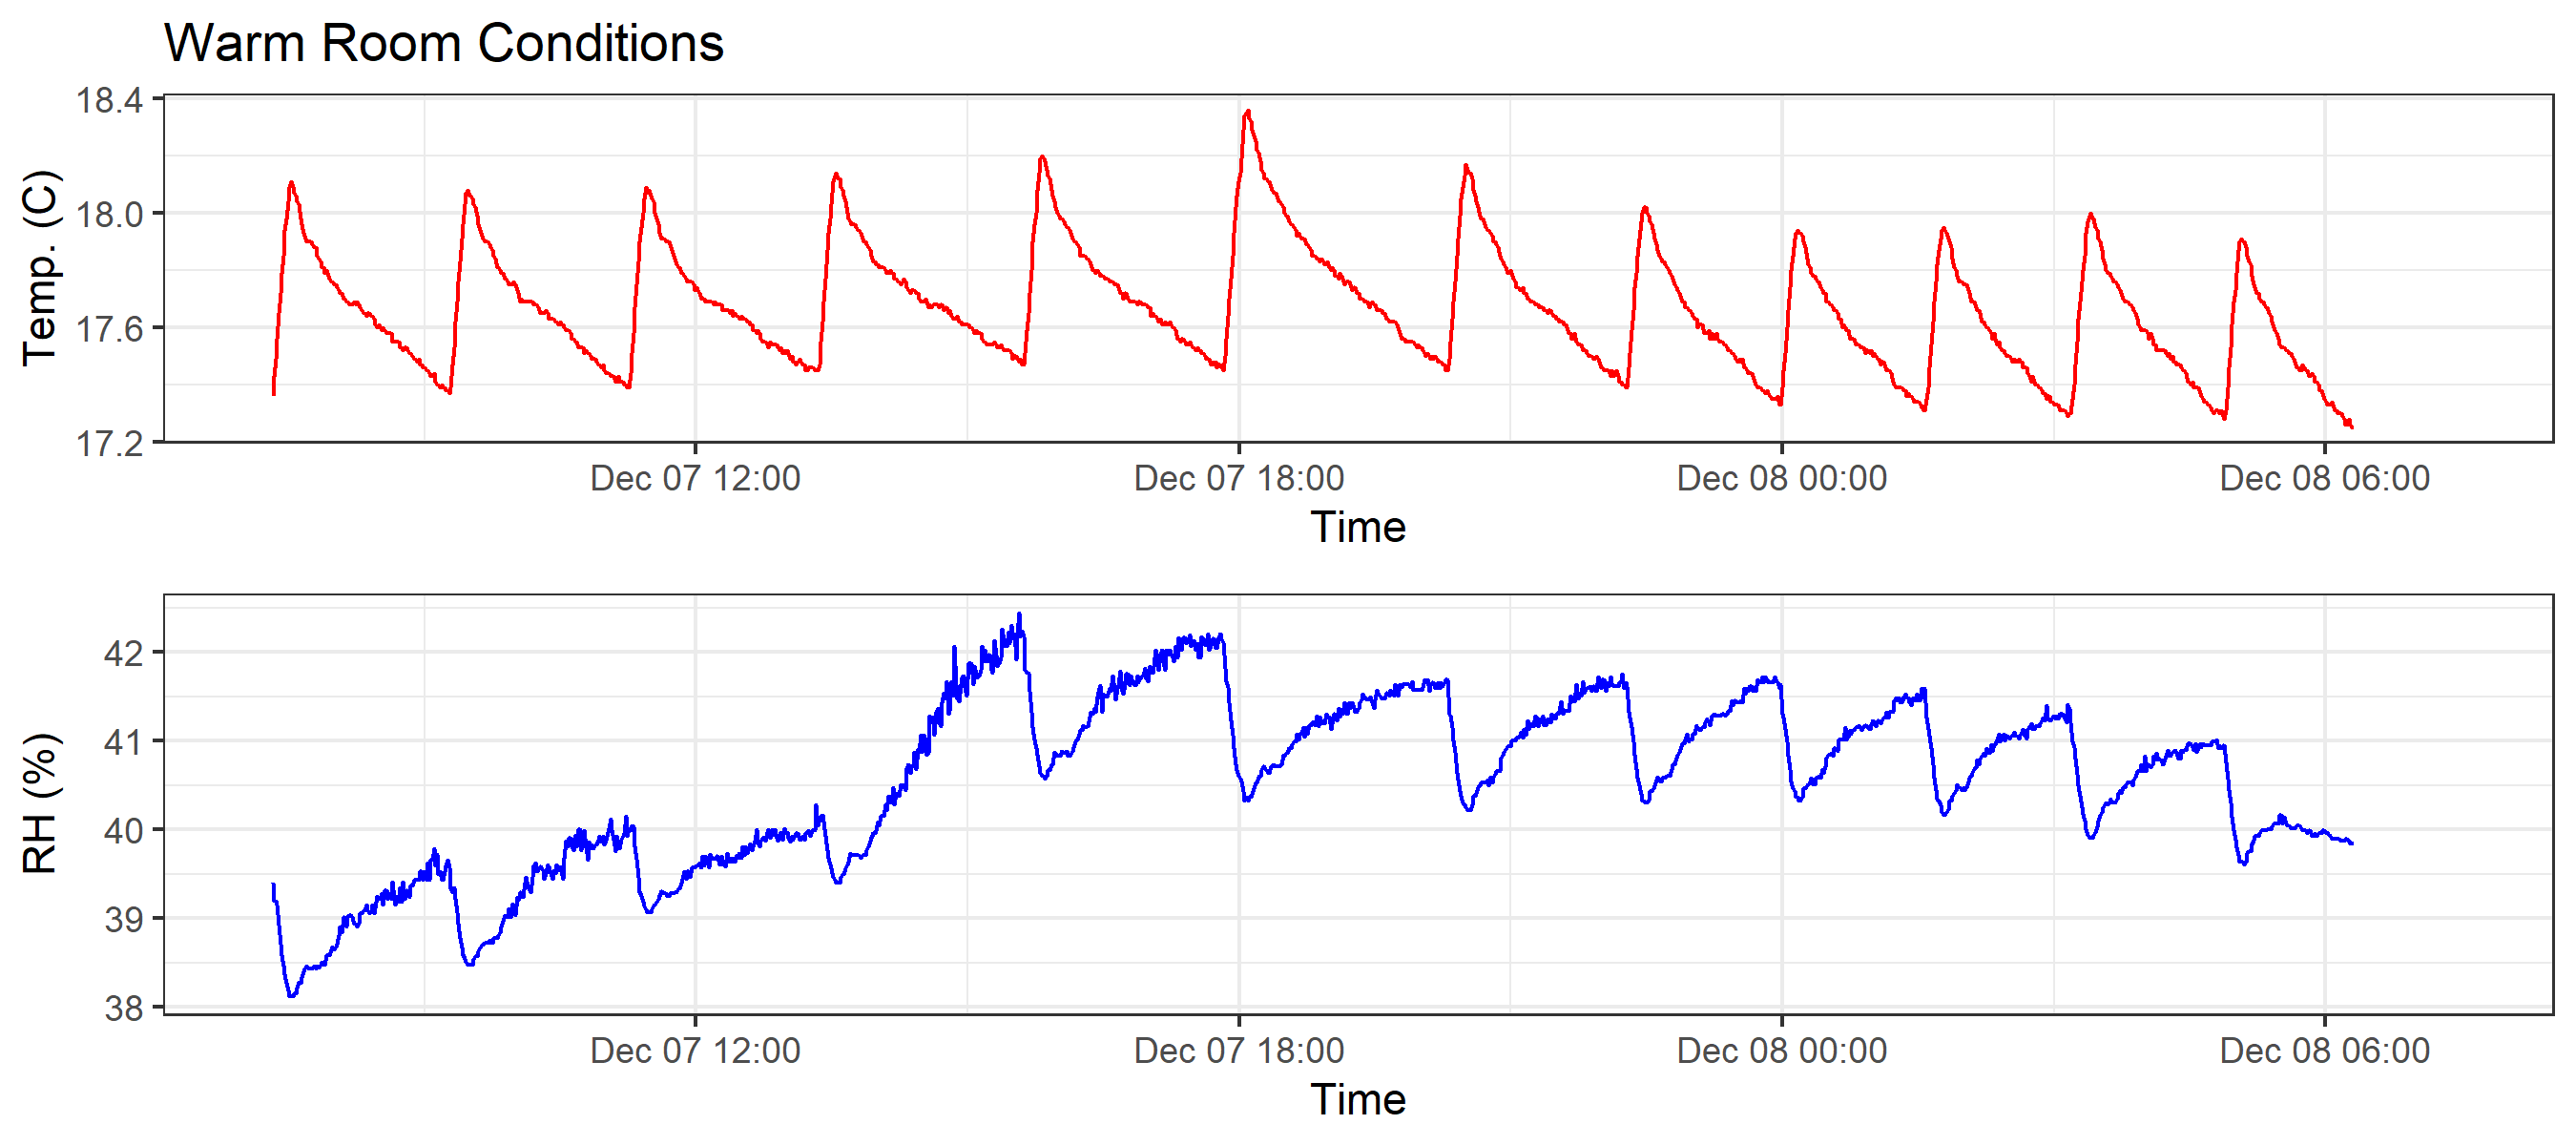 Warm Room Conditions
18.4
18.0
17.6
17.2
Temp. (C)
Dec 07 12:00 Dec 07 18:00 Dec 08 00:00 Dec 08 06:00
Time
42
41
40
39
38
RH (%)
Dec 07 12:00 Dec 07 18:00 Dec 08 00:00 Dec 08 06:00
Time